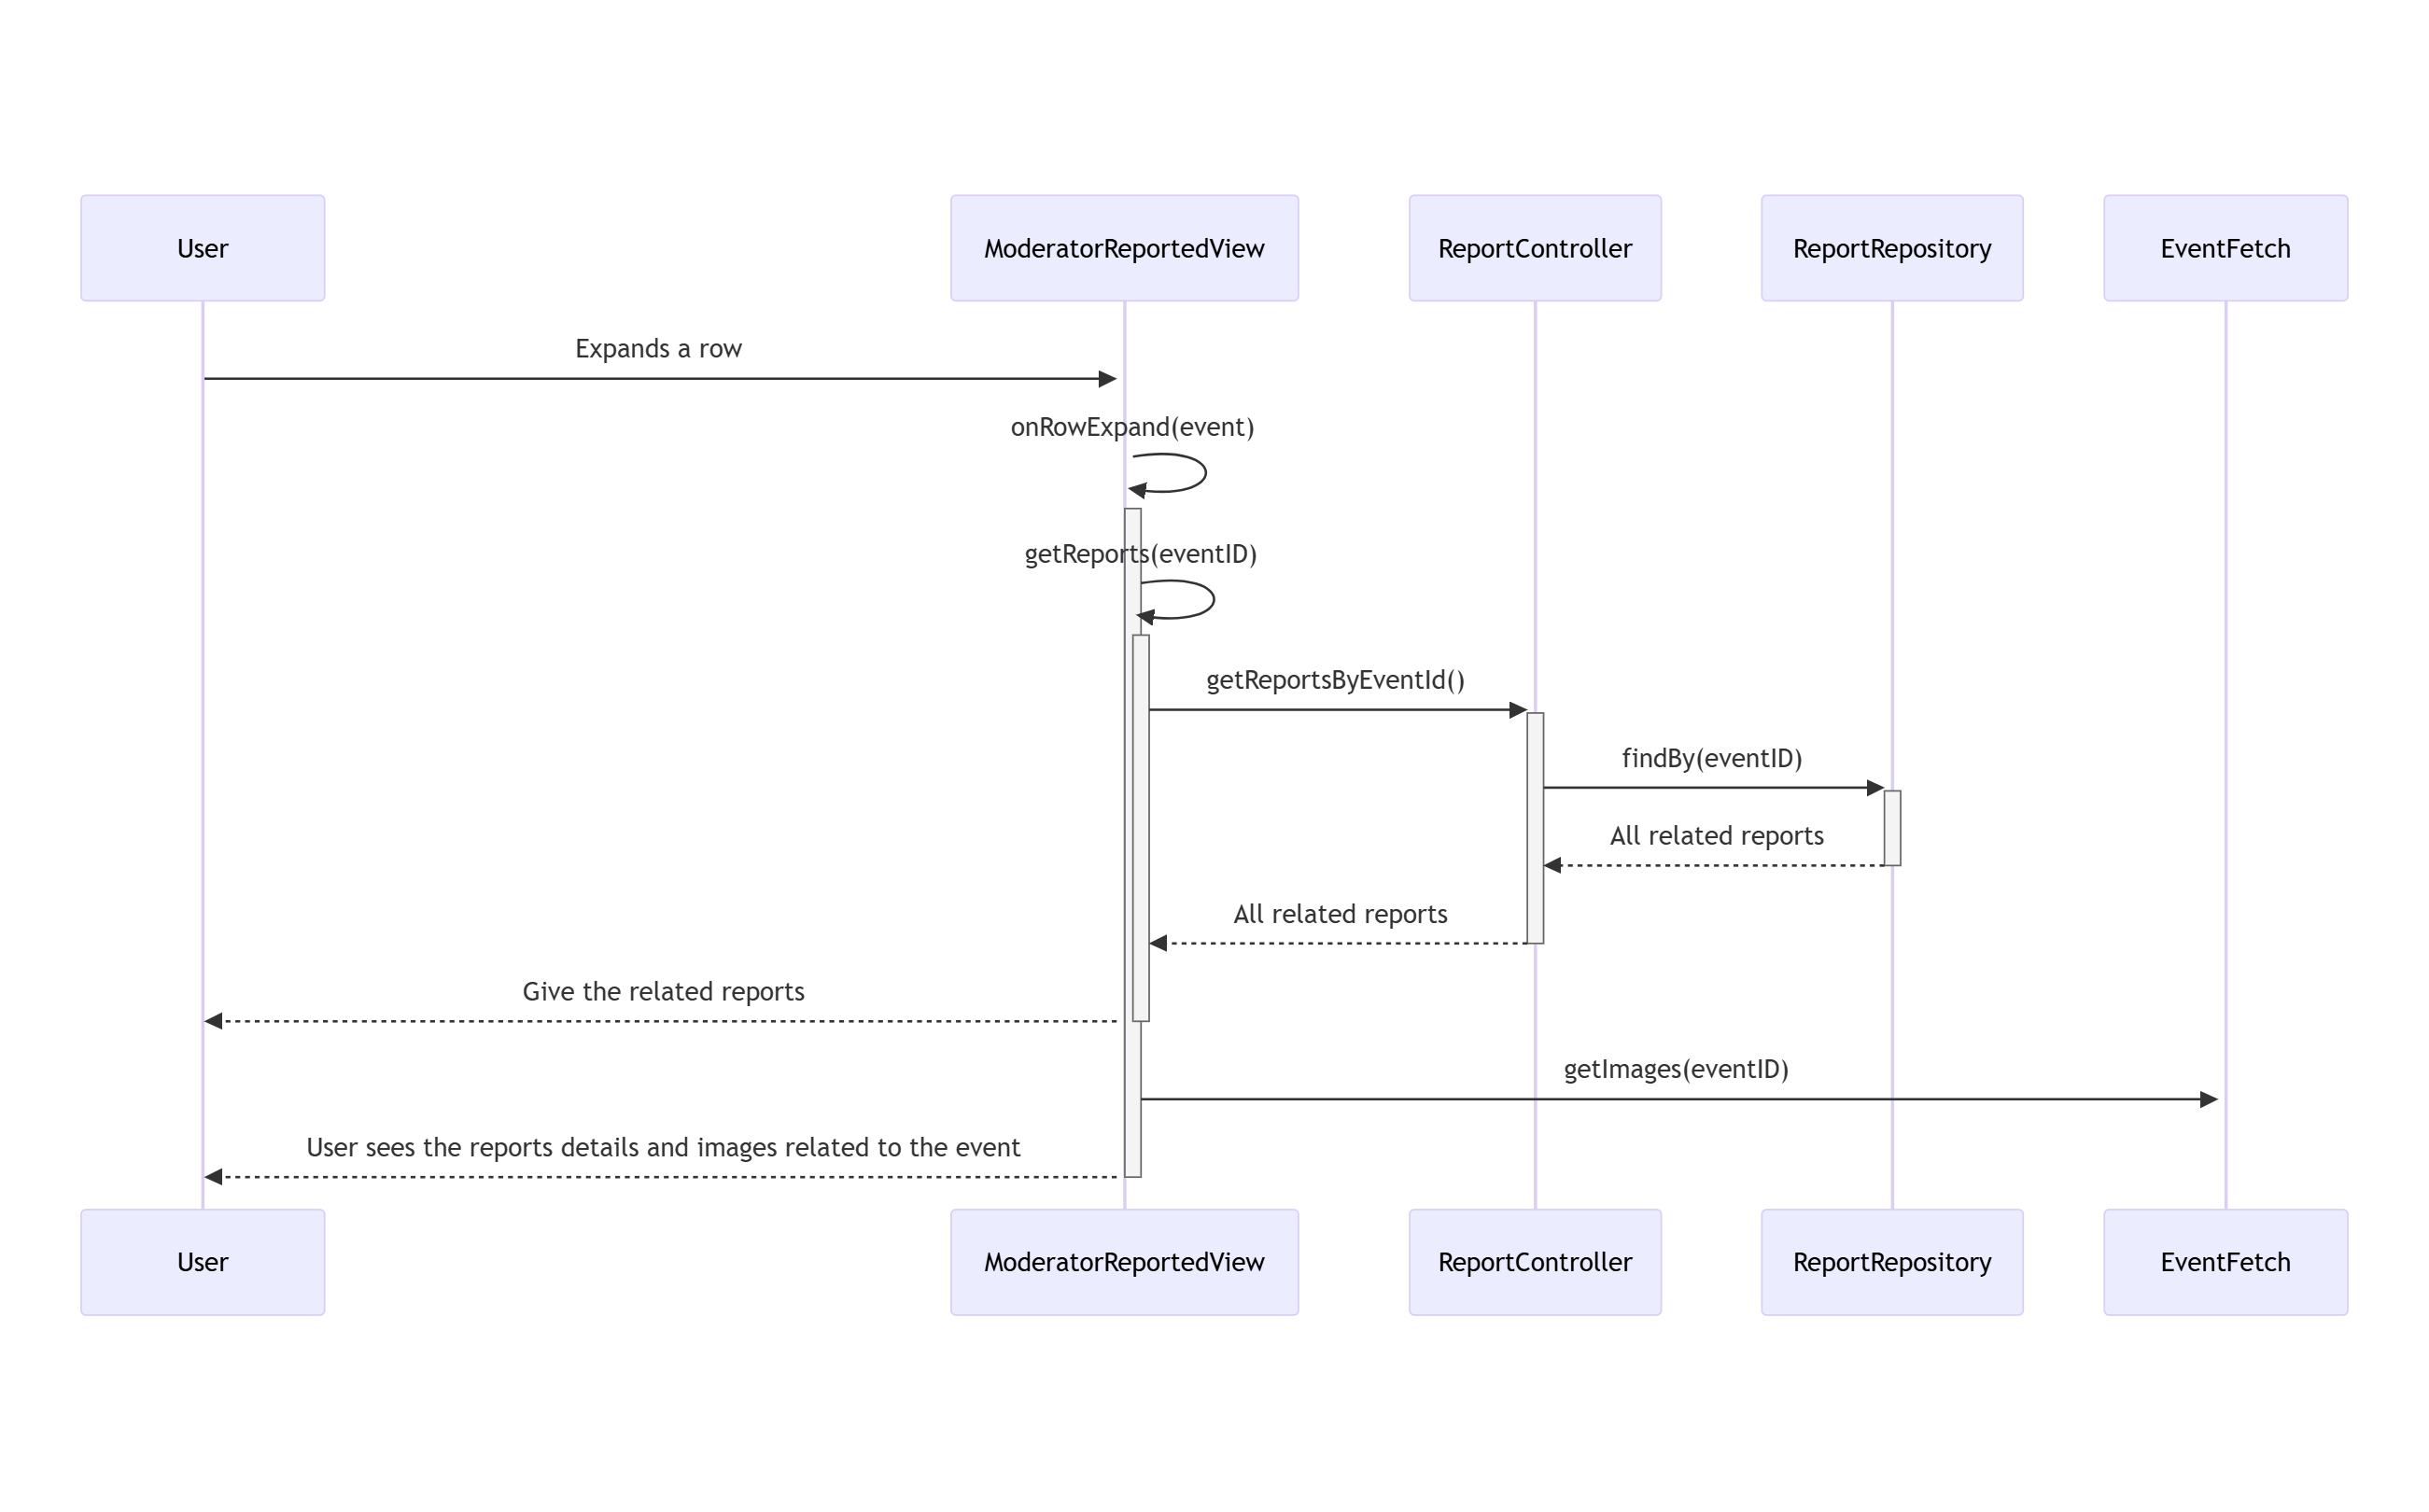 User
ModeratorReportedView
ReportController
ReportRepository
EventFetch
Expands a row
onRowExpand(event)
getReports(eventID)
getReportsByEventId()
findBy(eventID)
All related reports
All related reports
Give the related reports
getImages(eventID)
User sees the reports details and images related to the event
User
ModeratorReportedView
ReportController
ReportRepository
EventFetch